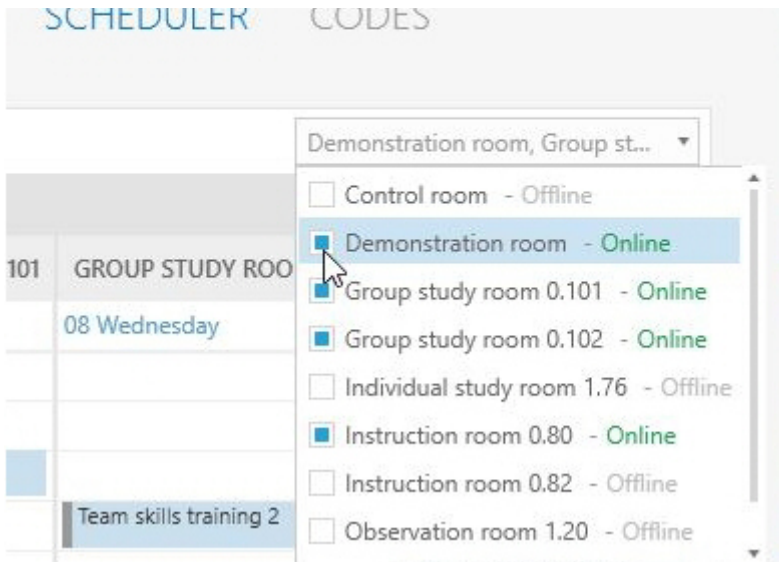 SCHEDULER CODES
Demonstration room, Group st...
Control room - Offline
Demonstration room - Online
101 GROUP STUDY ROO
Group study room 0.101 - Online
08 Wednesday
Group study room 0.102 - Online
Individual study room 1.76 - Offline
Instruction room 0.80 - Online
Instruction room 0.82 - Offline
Team skills training 2
Observation room 1.20 - Offline